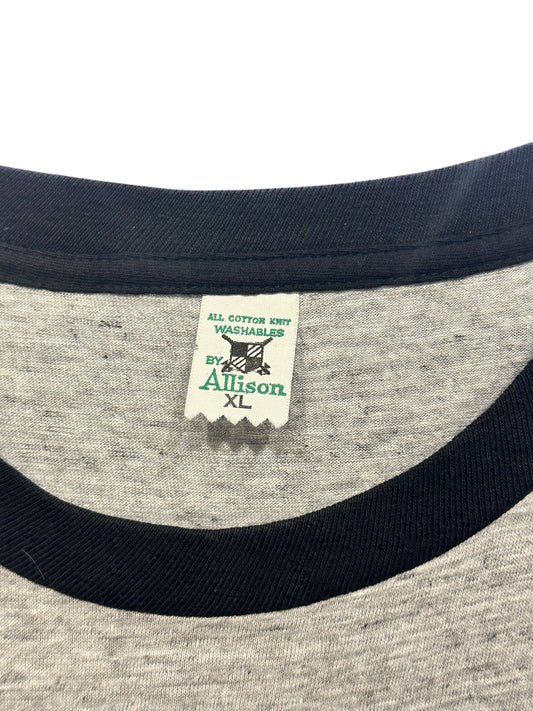 ALL COTTON KNIT
WASHABLES
BY
Allison
XL